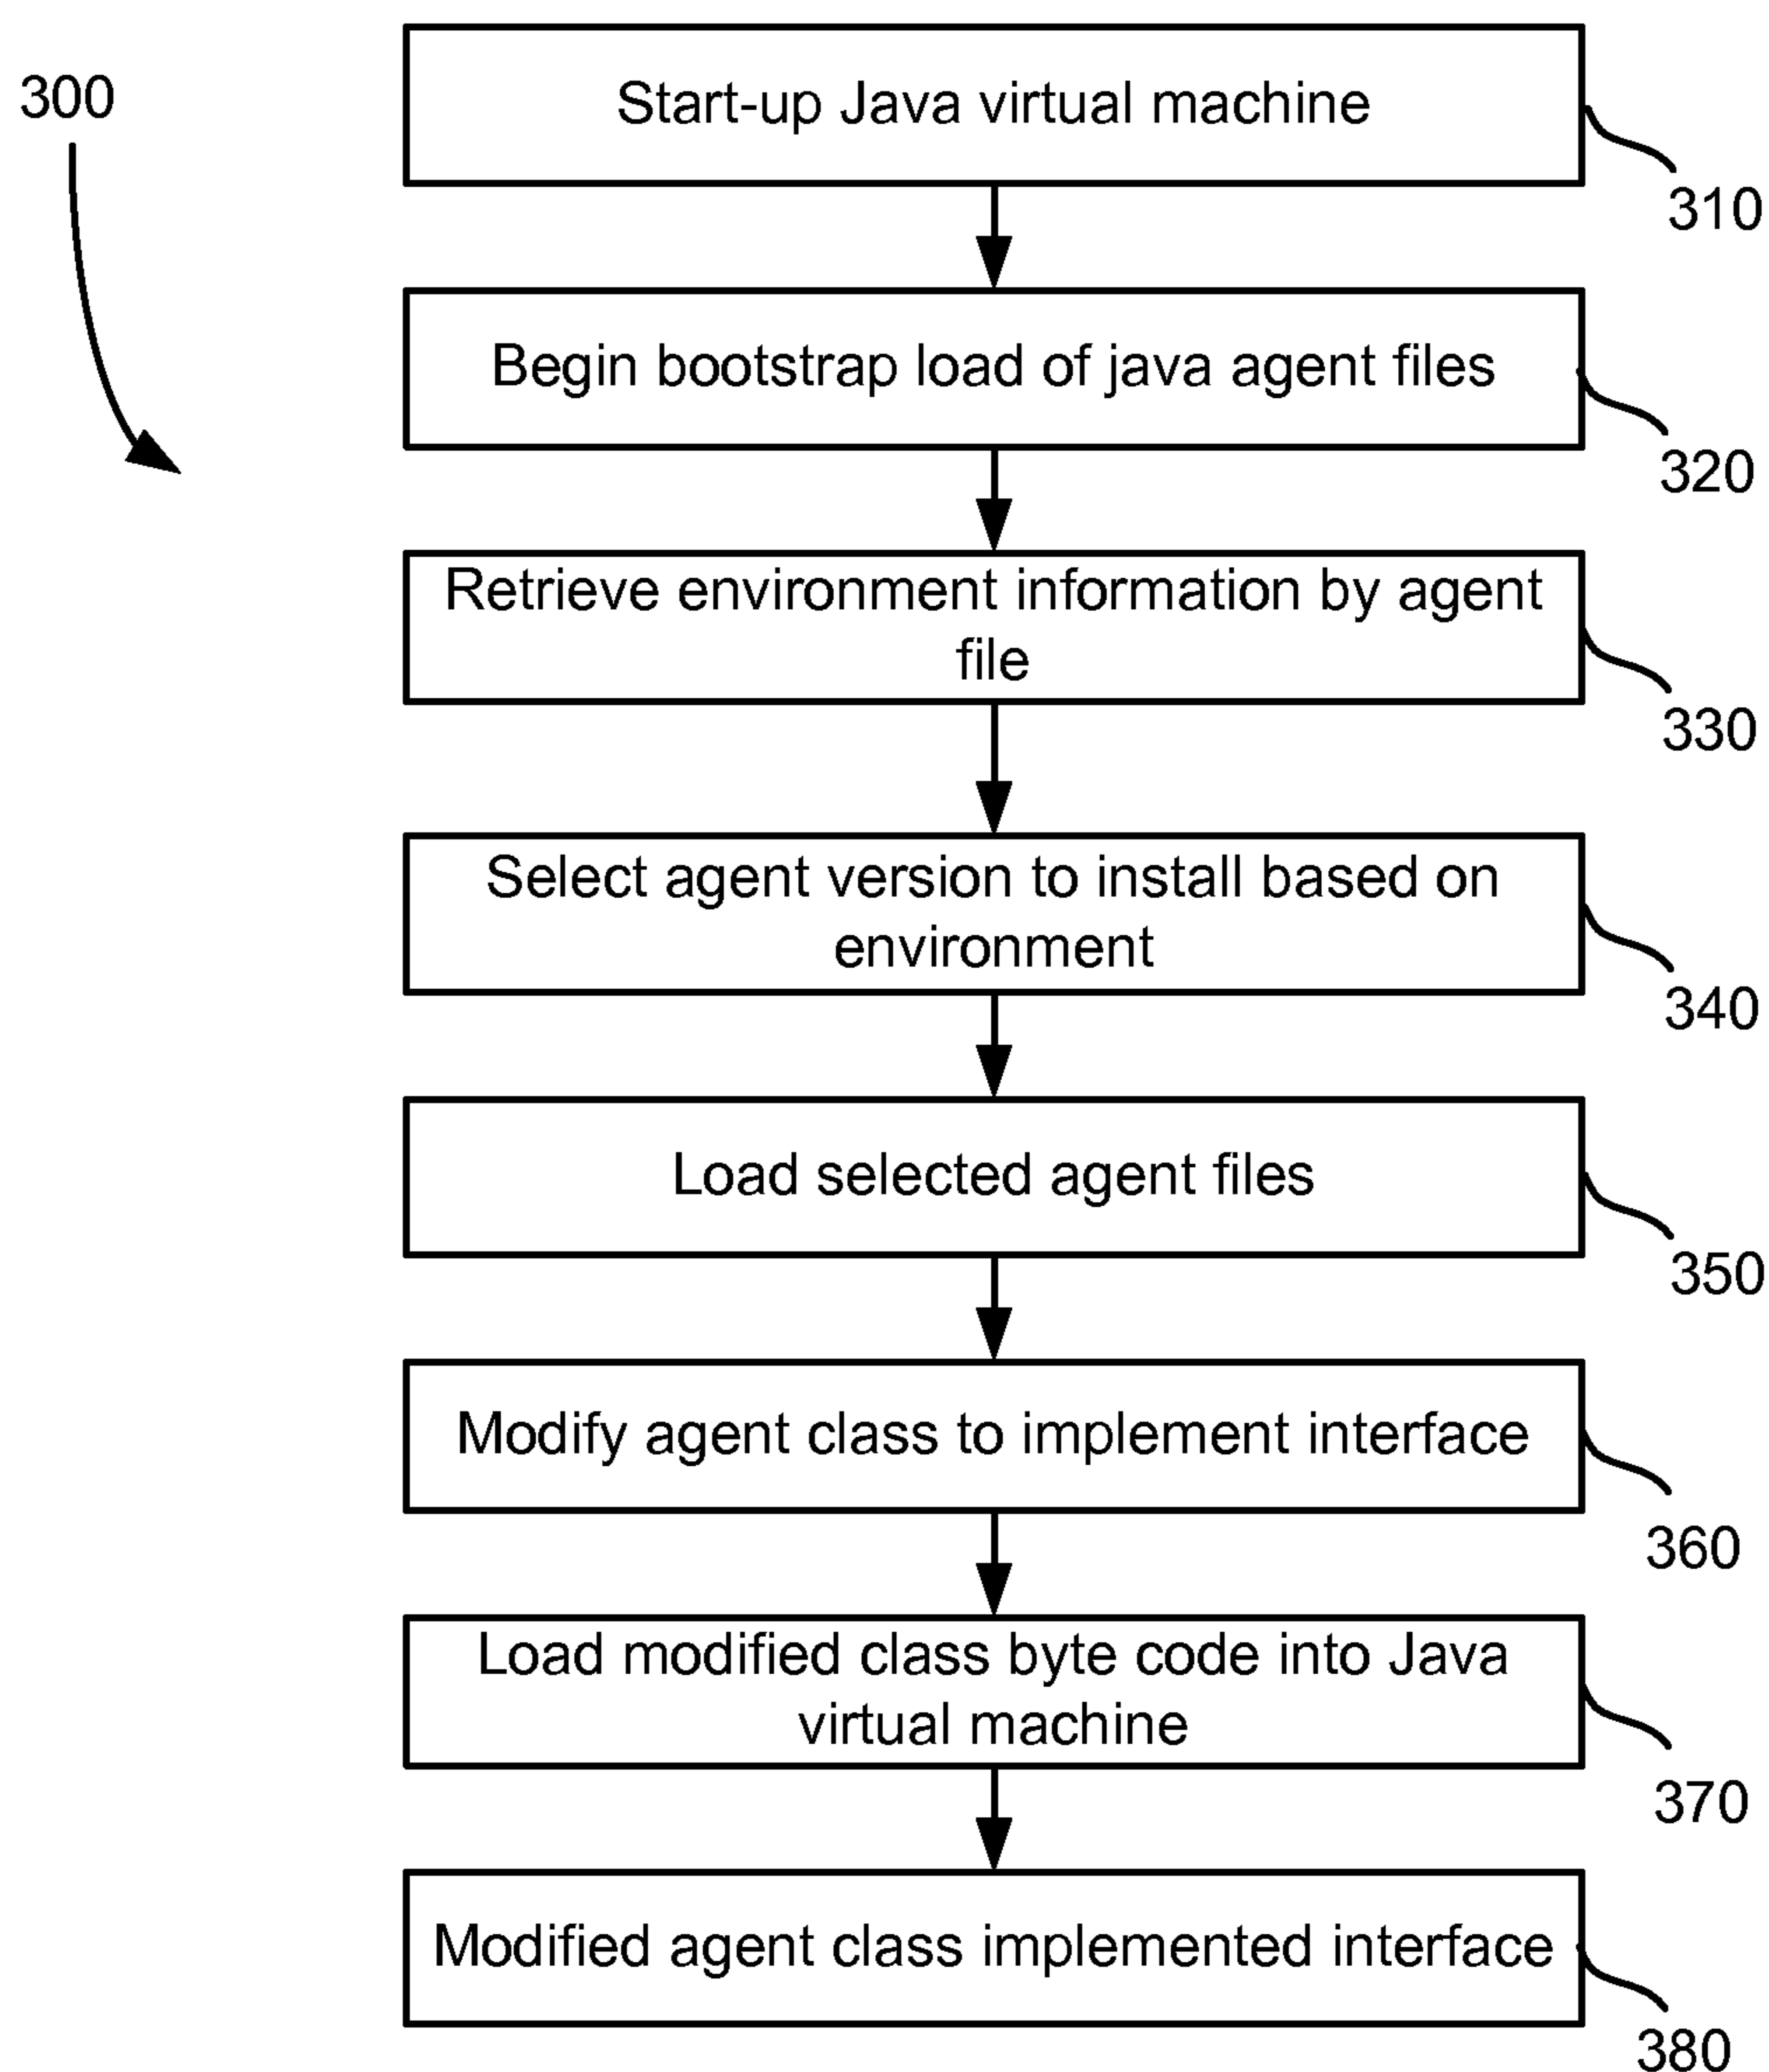 300
Start-up Java virtual machine
310
Begin bootstrap load of java agent files
320
Retrieve environment information by agent
file
330
Select agent version to install based on
environment
340
Load selected agent files
350
Modify agent class to implement interface
360
Load modified class byte code into Java
virtual machine
370
Modified agent class implemented interface
380